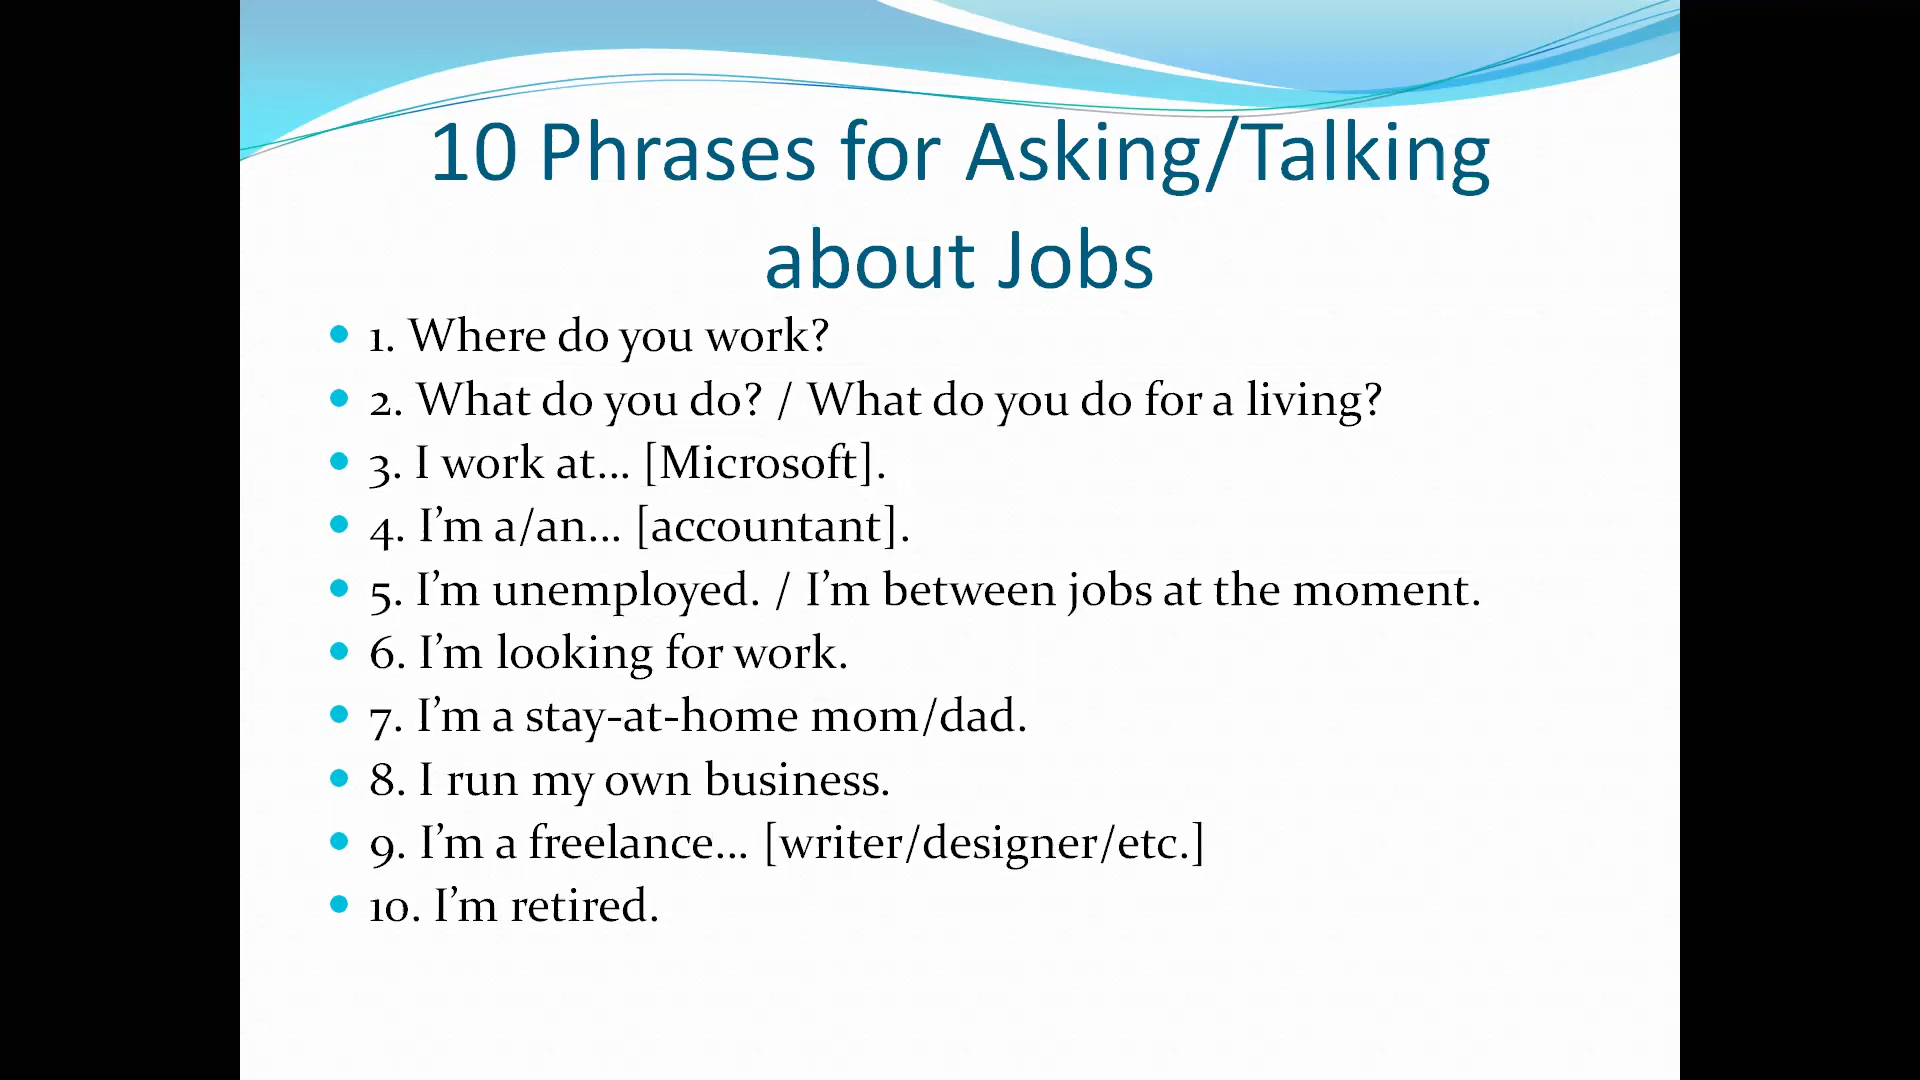 10 Phrases for Asking/Talking
about Jobs
• 1. Where do you work?
• 2. What do you do? / What do you do for a living?
• 3. I work at... [Microsoft].
• 4. I’m a/an... [accountant].
• 5. I’m unemployed. / I’m between jobs at the moment.
• 6. I’m looking for work.
• 7. I’m a stay-at-home mom/dad.
• 8. I run my own business.
• 9. I’m a freelance... [writer/designer/etc.]
• 10. I’m retired.